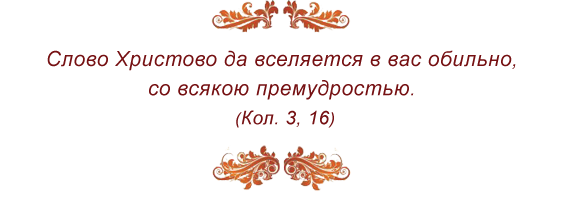 Слово Христово да вселяется в вас обильно,
со всякою премудростью.
(Кол. 3, 16)